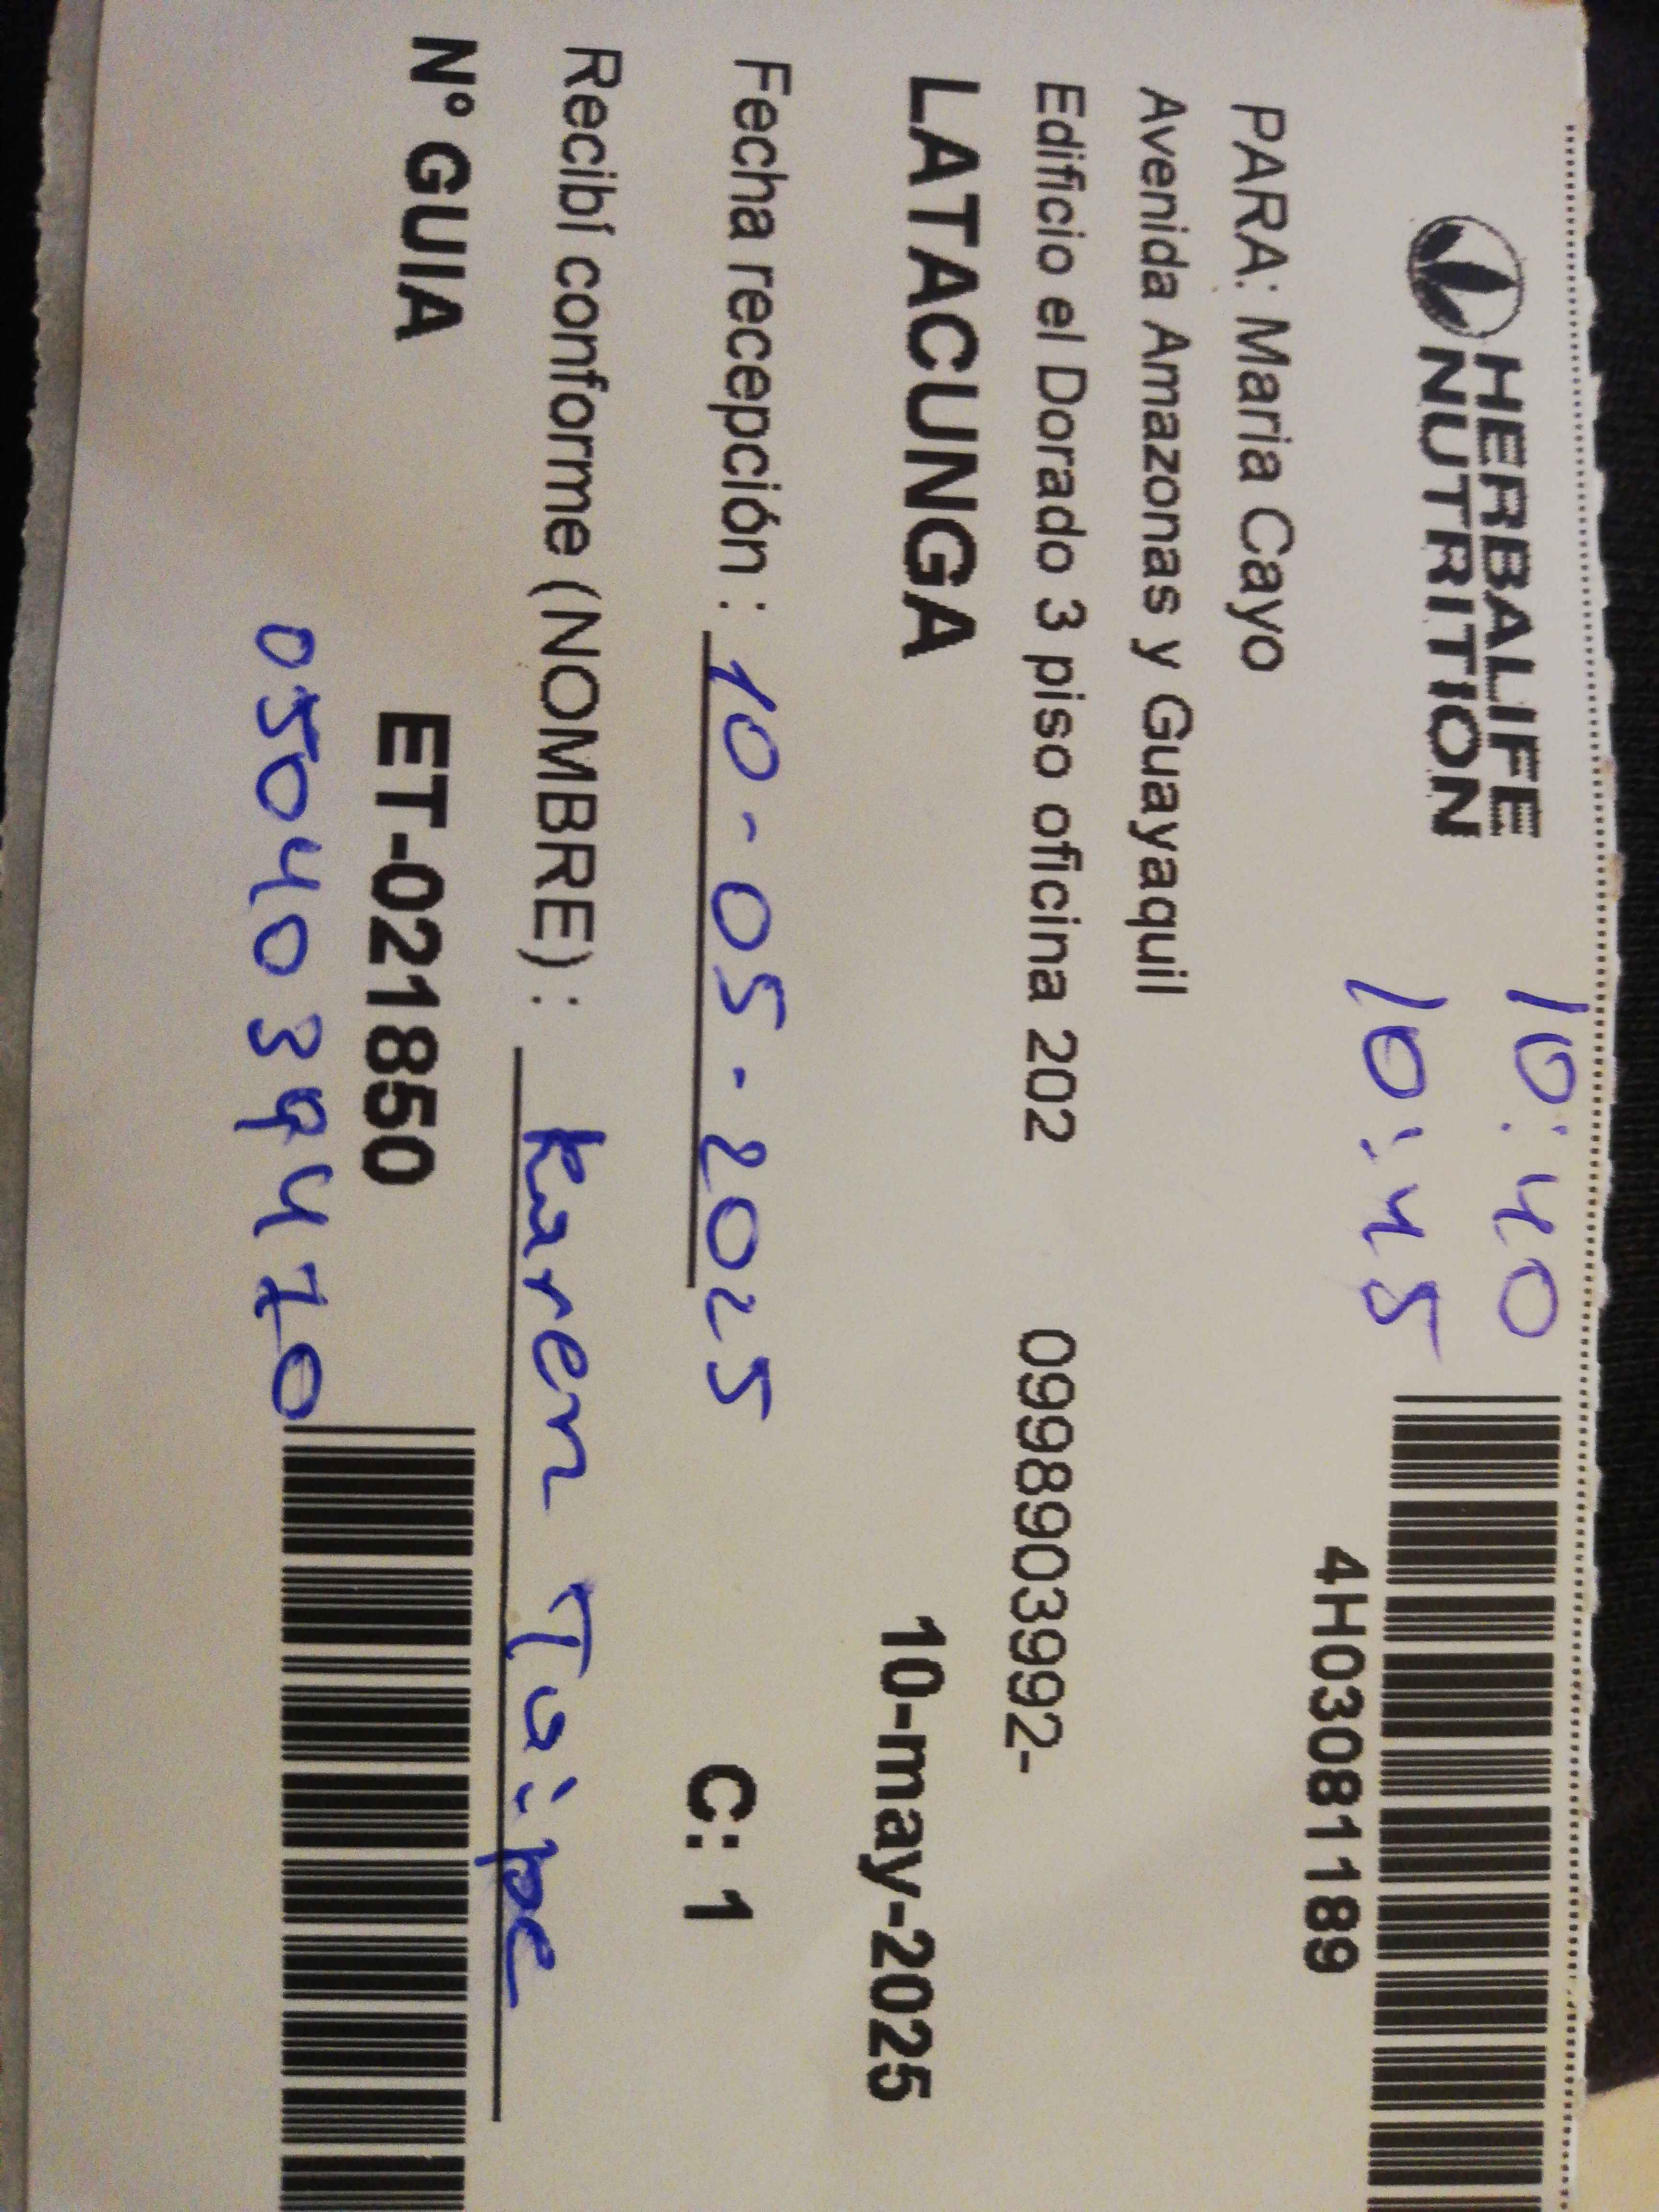 HERBALIFE
NUTRITION
10:40
10:45
4H03081189
PARA: Maria Cayo
Avenida Amazonas y Guayaquil
Edificio el Dorado 3 piso oficina 202 0998903992-
LATACUNGA 10-may-2025
Fecha recepción : 10-05-2025 C: 1
Recibí conforme (NOMBRE) : Karen Taipe
N° GUIA ET-021850
0504039470